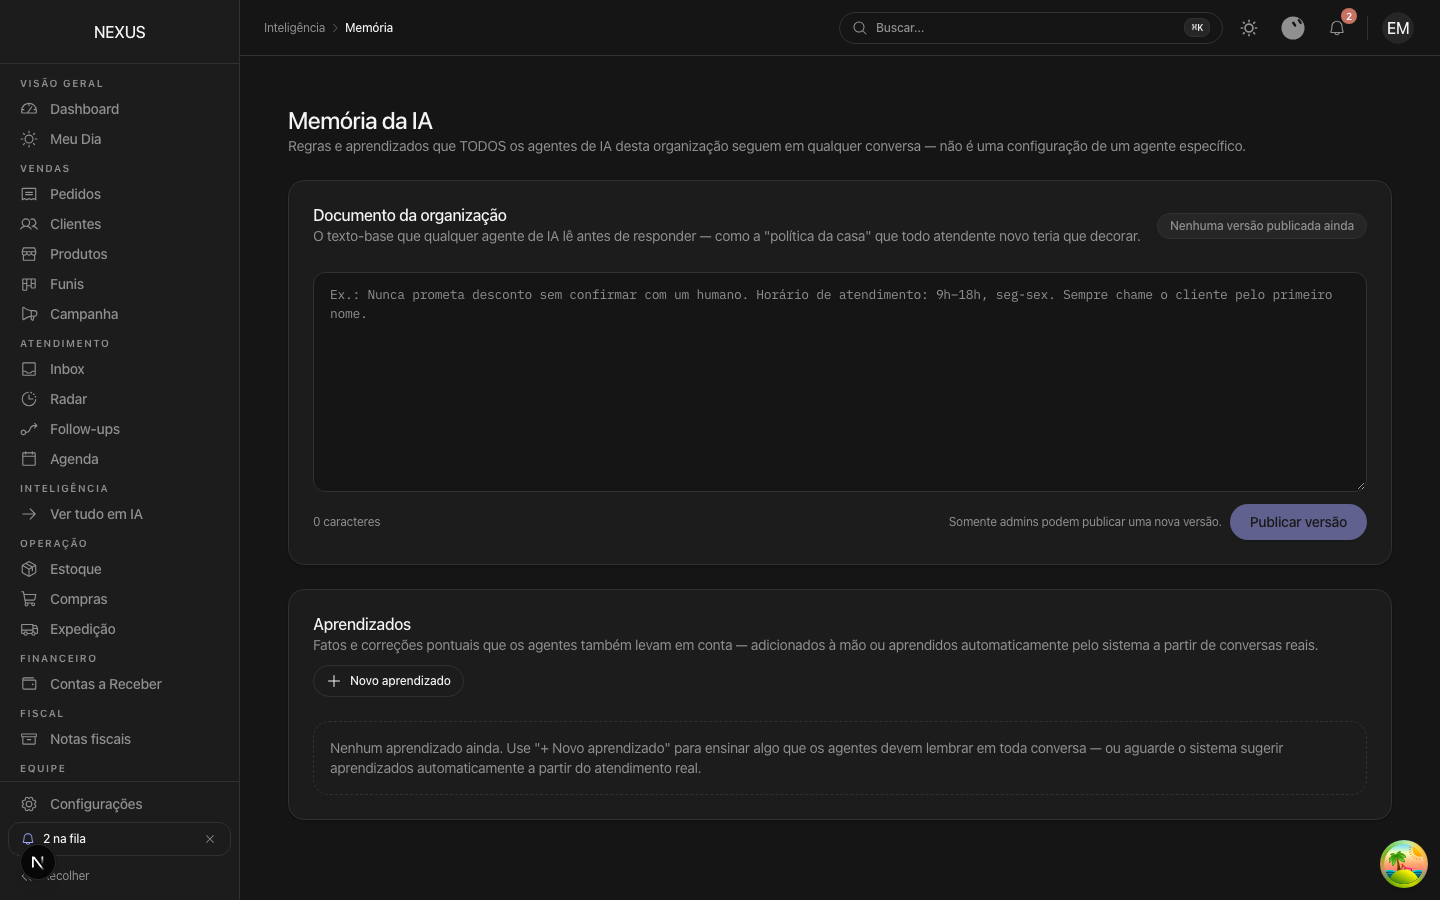 NEXUS
Inteligência > Memória
Buscar...
⌘K
2
EM
VISÃO GERAL
Dashboard
Meu Dia
VENDAS
Pedidos
Clientes
Produtos
Funis
Campanha
ATENDIMENTO
Inbox
Radar
Follow-ups
Agenda
INTELIGÊNCIA
Ver tudo em IA
OPERAÇÃO
Estoque
Compras
Expedição
FINANCEIRO
Contas a Receber
FISCAL
Notas fiscais
EQUIPE
Configurações
2 na fila
N
ecolher
Memória da IA
Regras e aprendizados que TODOS os agentes de IA desta organização seguem em qualquer conversa — não é uma configuração de um agente específico.
Documento da organização
O texto-base que qualquer agente de IA lê antes de responder — como a "política da casa" que todo atendente novo teria que decorar.
Nenhuma versão publicada ainda
Ex.: Nunca prometa desconto sem confirmar com um humano. Horário de atendimento: 9h–18h, seg-sex. Sempre chame o cliente pelo primeiro
nome.
0 caracteres
Somente admins podem publicar uma nova versão.
Publicar versão
Aprendizados
Fatos e correções pontuais que os agentes também levam em conta — adicionados à mão ou aprendidos automaticamente pelo sistema a partir de conversas reais.
+ Novo aprendizado
Nenhum aprendizado ainda. Use "+ Novo aprendizado" para ensinar algo que os agentes devem lembrar em toda conversa — ou aguarde o sistema sugerir
aprendizados automaticamente a partir do atendimento real.